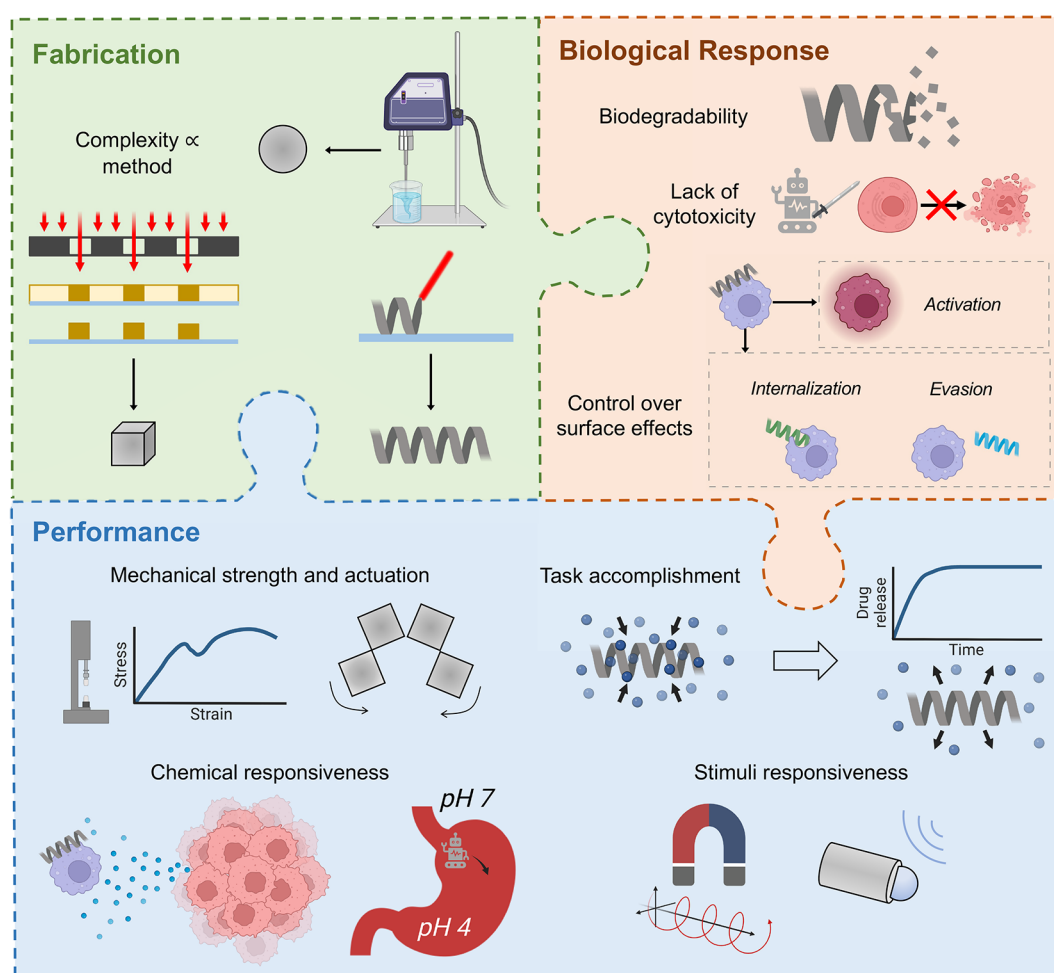 Fabrication
Complexity ∝
method
Biological Response
Biodegradability
Lack of
cytotoxicity
Activation
Internalization
Evasion
Control over
surface effects
Performance
Mechanical strength and actuation
Stress
Strain
Task accomplishment
Drug
release
Time
Chemical responsiveness
pH 7
pH 4
Stimuli responsiveness